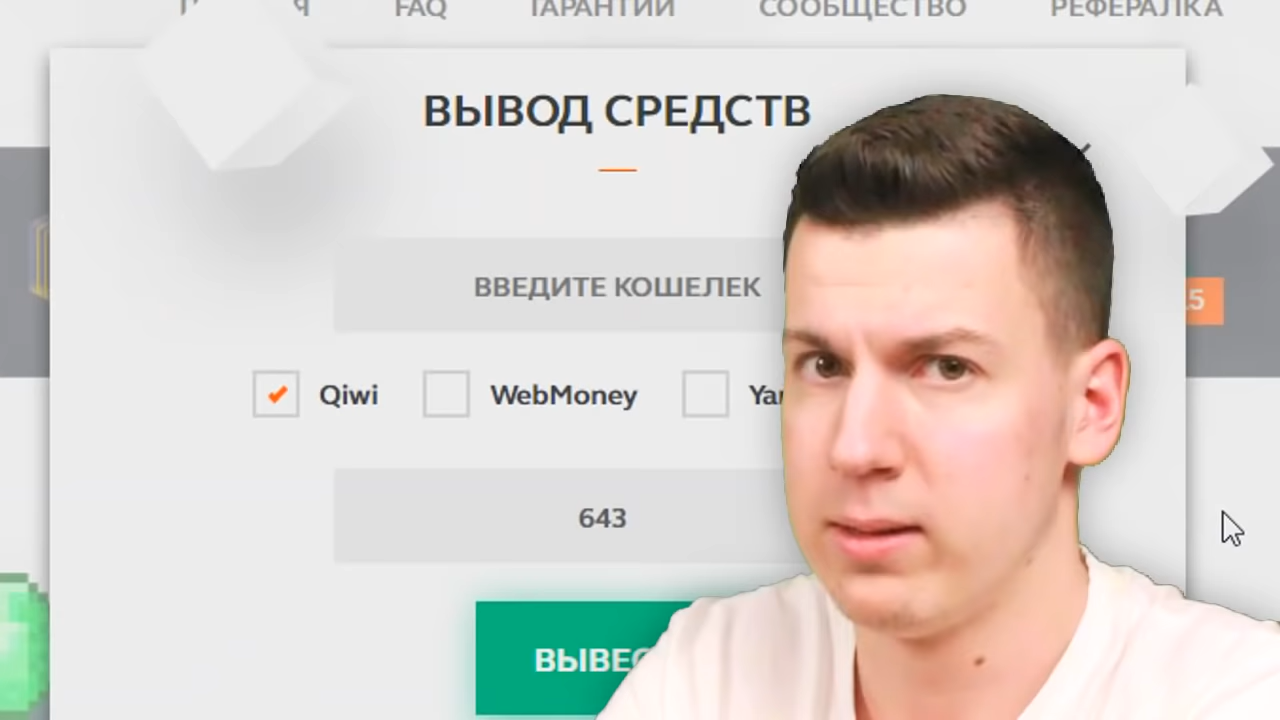 FAQ
ГАРАНТИИ
СООБЩЕСТВО
РЕФЕРАЛКА
ВЫВОД СРЕДСТВ
ВВЕДИТЕ КОШЕЛЕК
Qiwi
WebMoney
643